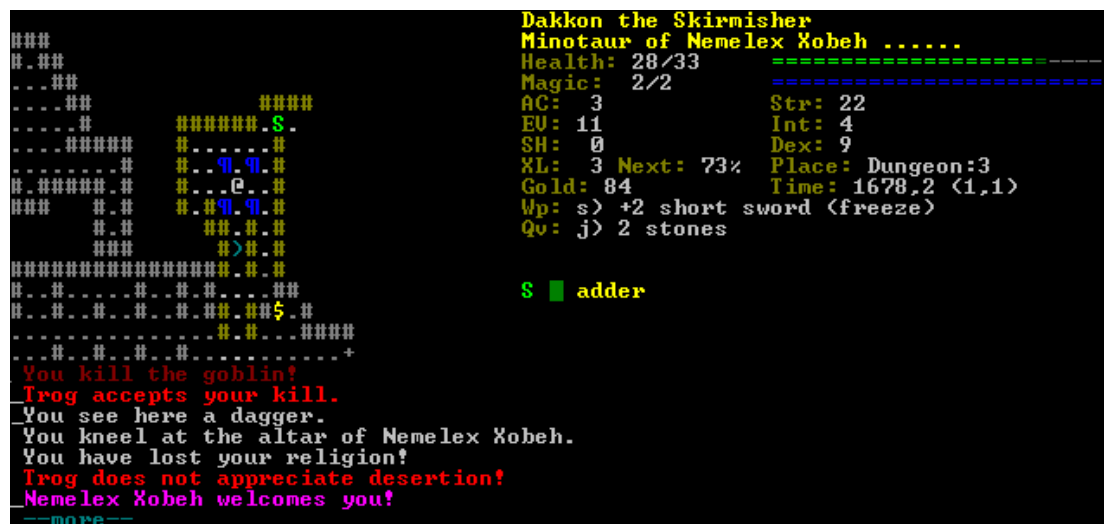 Dakkon the Skirmisher
Minotaur of Nemelex Xobeh ......
Health: 28/33
Magic: 2/2
AC: 3 Str: 22
EV: 11 Int: 4
SH: 0 Dex: 9
XL: 3 Next: 73% Place: Dungeon:3
Gold: 84 Time: 1678,2 (1,1)
Wp: s) +2 short sword (freeze)
Qv: j) 2 stones
S adder
You kill the goblin!
_Trog accepts your kill.
_You see here a dagger.
You kneel at the altar of Nemelex Xobeh.
You have lost your religion!
Trog does not appreciate desertion!
_Nemelex Xobeh welcomes you!
--more--